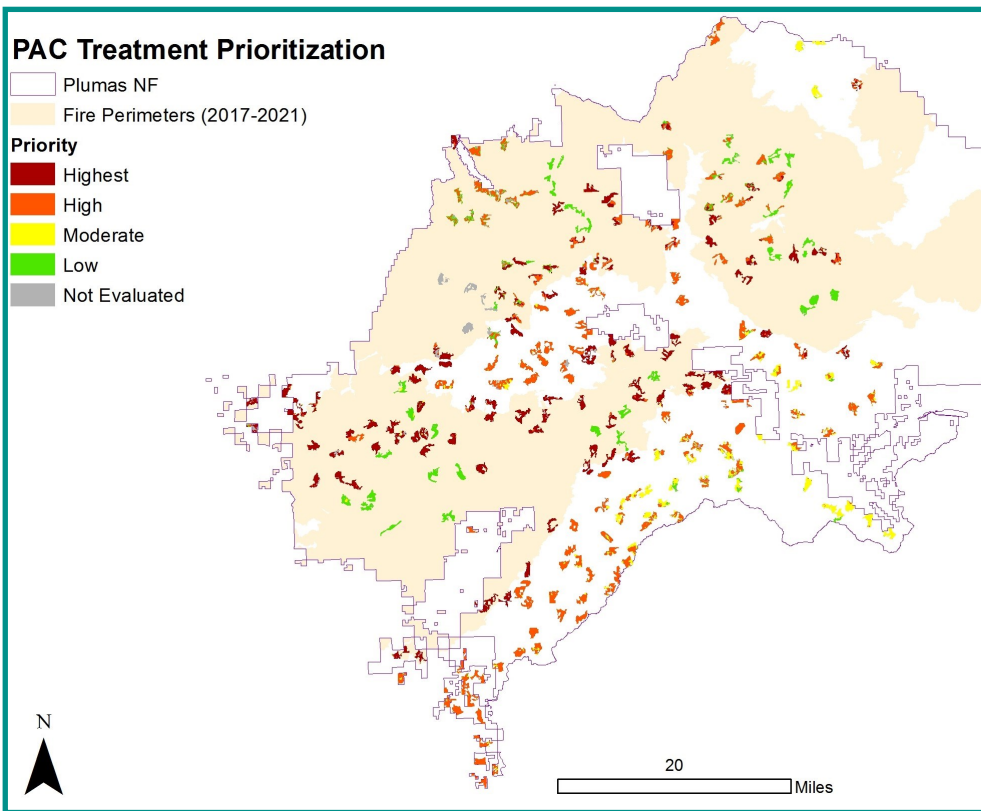 PAC Treatment Prioritization
Plumas NF
Fire Perimeters (2017-2021)
Priority
Highest
High
Moderate
Low
Not Evaluated
N
20
Miles